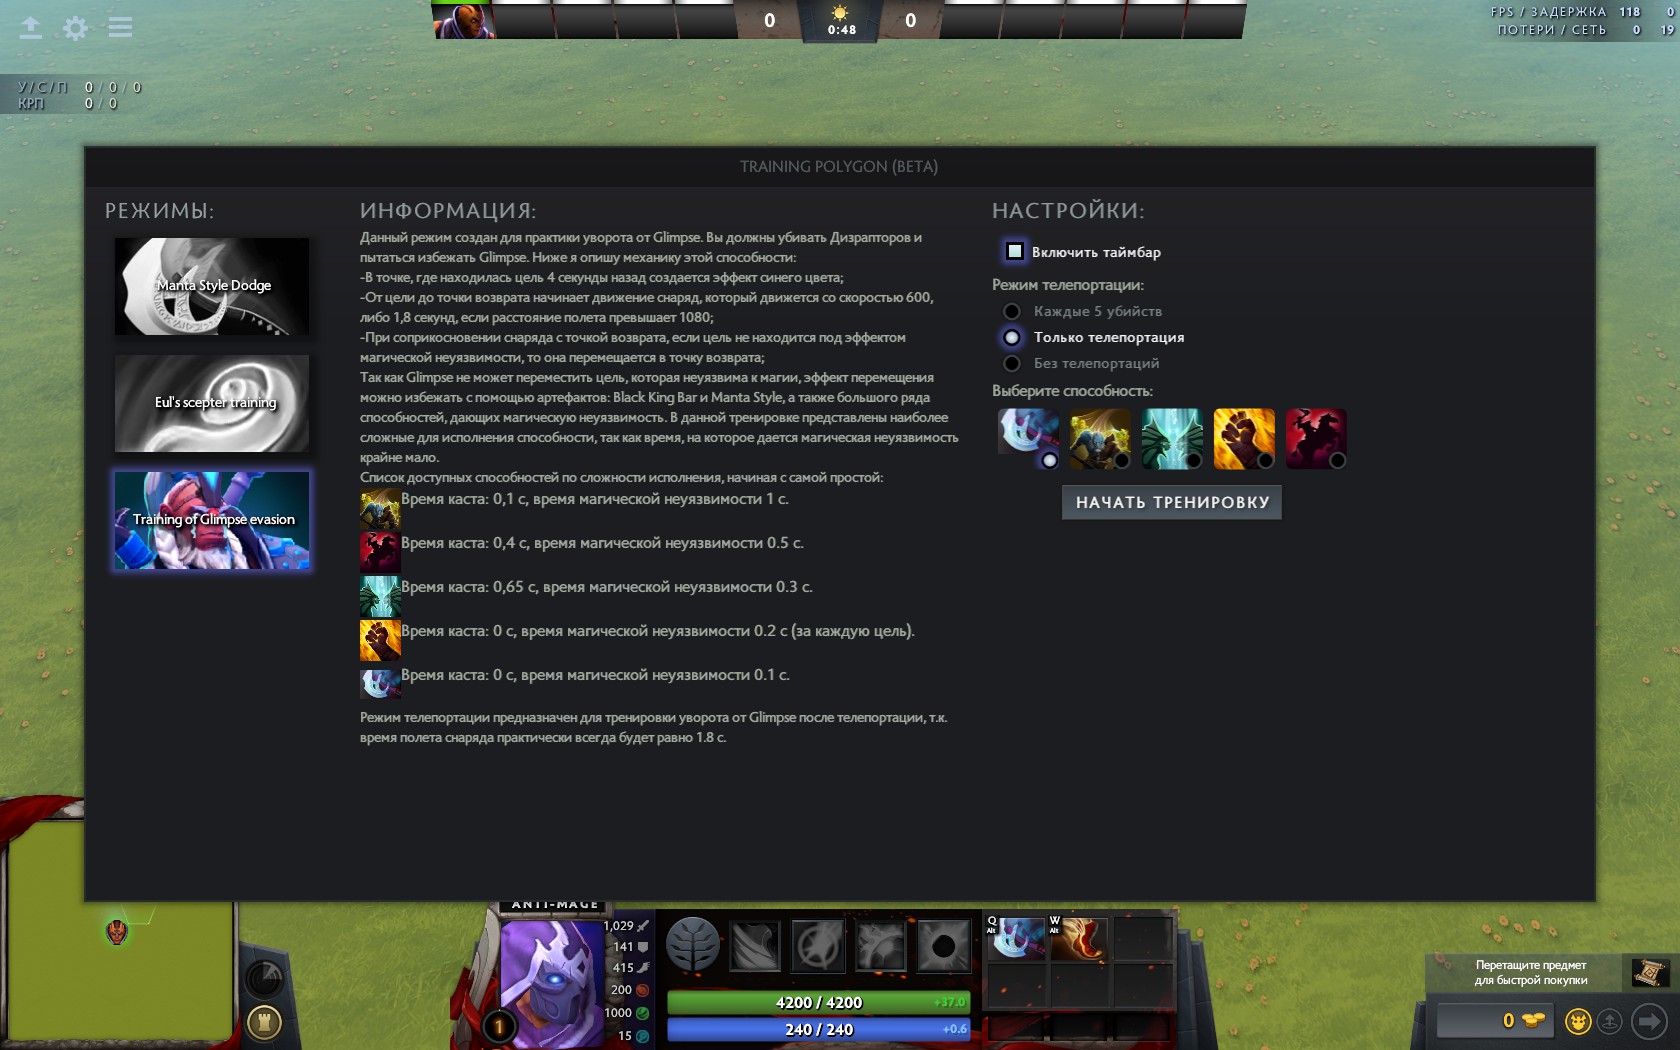 0
0:48
0
FPS / ЗАДЕРЖКА 118 0
ПОТЕРИ / СЕТЬ 0 19
У / С / П 0 / 0 / 0
КРП 0 / 0
TRAINING POLYGON (BETA)
РЕЖИМЫ:
Manta Style Dodge
Eul's scepter training
Training of Glimpse evasion
ИНФОРМАЦИЯ:
Данный режим создан для практики уворота от Glimpse. Вы должны убивать Дизрапторов и
пытаться избежать Glimpse. Ниже я опишу механику этой способности:
-В точке, где находилась цель 4 секунды назад создается эффект синего цвета;
-От цели до точки возврата начинает движение снаряд, который движется со скоростью 600,
либо 1,8 секунд, если расстояние полета превышает 1080;
-При соприкосновении снаряда с точкой возврата, если цель не находится под эффектом
магической неуязвимости, то она перемещается в точку возврата;
Так как Glimpse не может переместить цель, которая неуязвима к магии, эффект перемещения
можно избежать с помощью артефактов: Black King Bar и Manta Style, а также большого ряда
способностей, дающих магическую неуязвимость. В данной тренировке представлены наиболее
сложные для исполнения способности, так как время, на которое дается магическая неуязвимость
крайне мало.
Список доступных способностей по сложности исполнения, начиная с самой простой:
Время каста: 0,1 с, время магической неуязвимости 1 с.
Время каста: 0,4 с, время магической неуязвимости 0.5 с.
Время каста: 0,65 с, время магической неуязвимости 0.3 с.
Время каста: 0 с, время магической неуязвимости 0.2 с (за каждую цель).
Время каста: 0 с, время магической неуязвимости 0.1 с.
Режим телепортации предназначен для тренировки уворота от Glimpse после телепортации, т.к.
время полета снаряда практически всегда будет равно 1.8 с.
НАСТРОЙКИ:
Включить таймбар
Режим телепортации:
Каждые 5 убийств
Только телепортация
Без телепортаций
Выберите способность:
НАЧАТЬ ТРЕНИРОВКУ
ANTI-MAGE
1,029
141
415
200
1000
15
1
4200 / 4200 +37.0
240 / 240 +0.6
Q
Alt
W
Alt
Перетащите предмет
для быстрой покупки
0